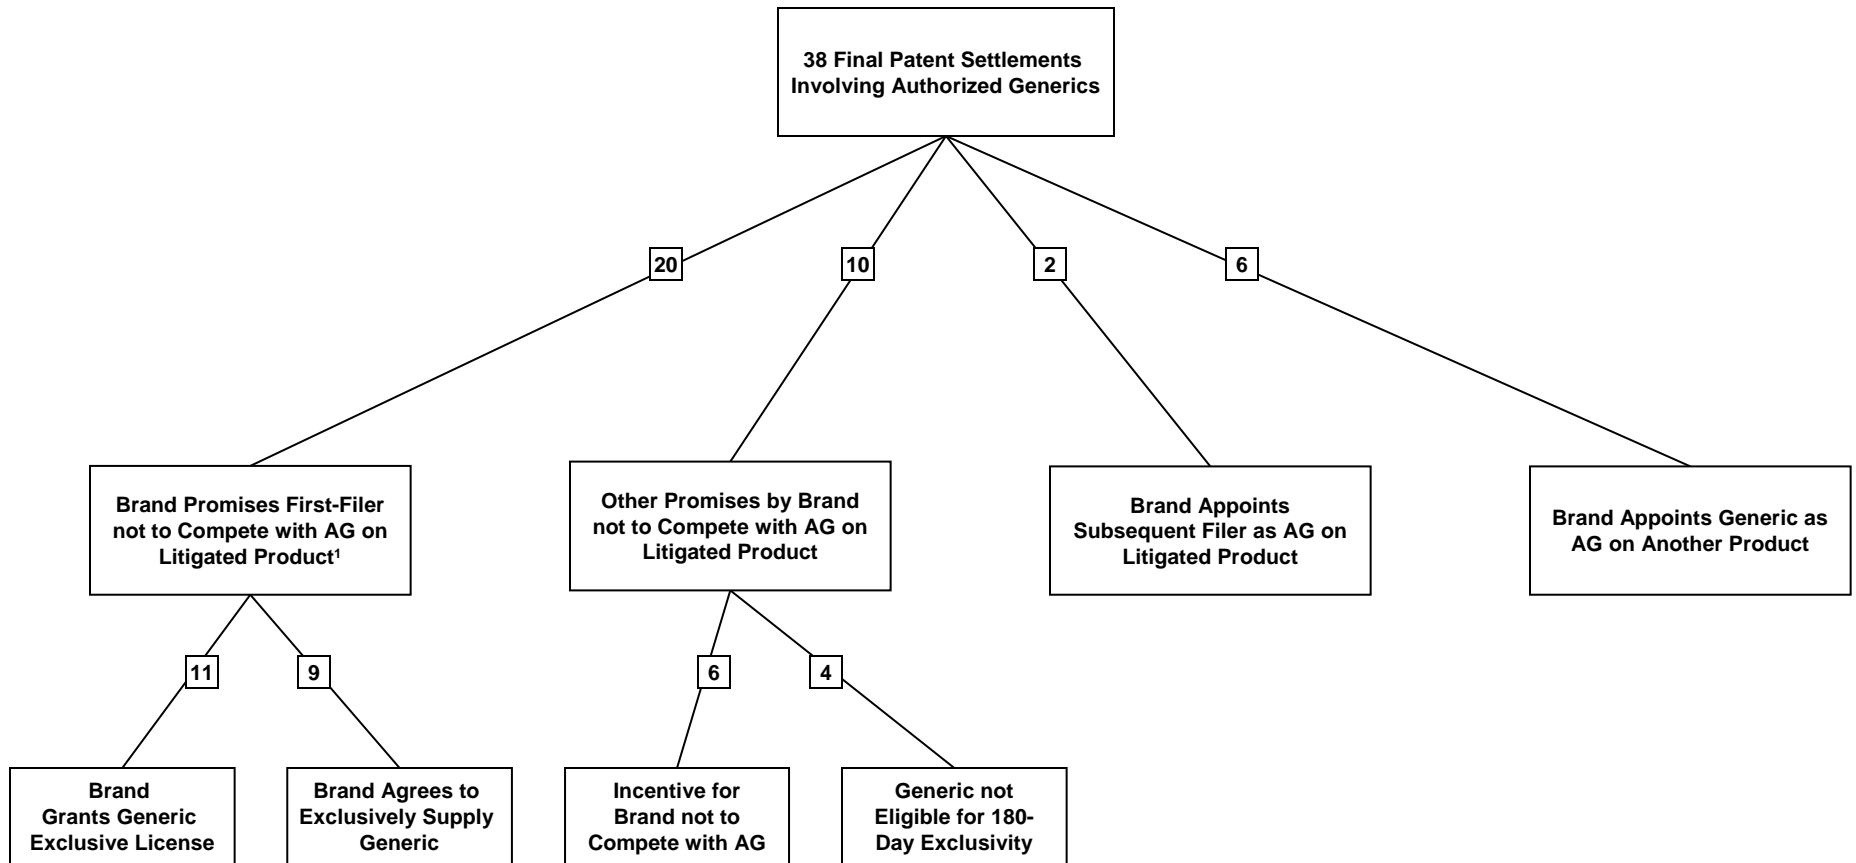 38 Final Patent Settlements
Involving Authorized Generics
20
10
2
6
Brand Promises First-Filer
not to Compete with AG on
Litigated Product¹
Other Promises by Brand
not to Compete with AG on
Litigated Product
Brand Appoints
Subsequent Filer as AG on
Litigated Product
Brand Appoints Generic as
AG on Another Product
11
9
6
4
Brand
Grants Generic
Exclusive License
Brand Agrees to
Exclusively Supply
Generic
Incentive for
Brand not to
Compete with AG
Generic not
Eligible for 180-
Day Exclusivity